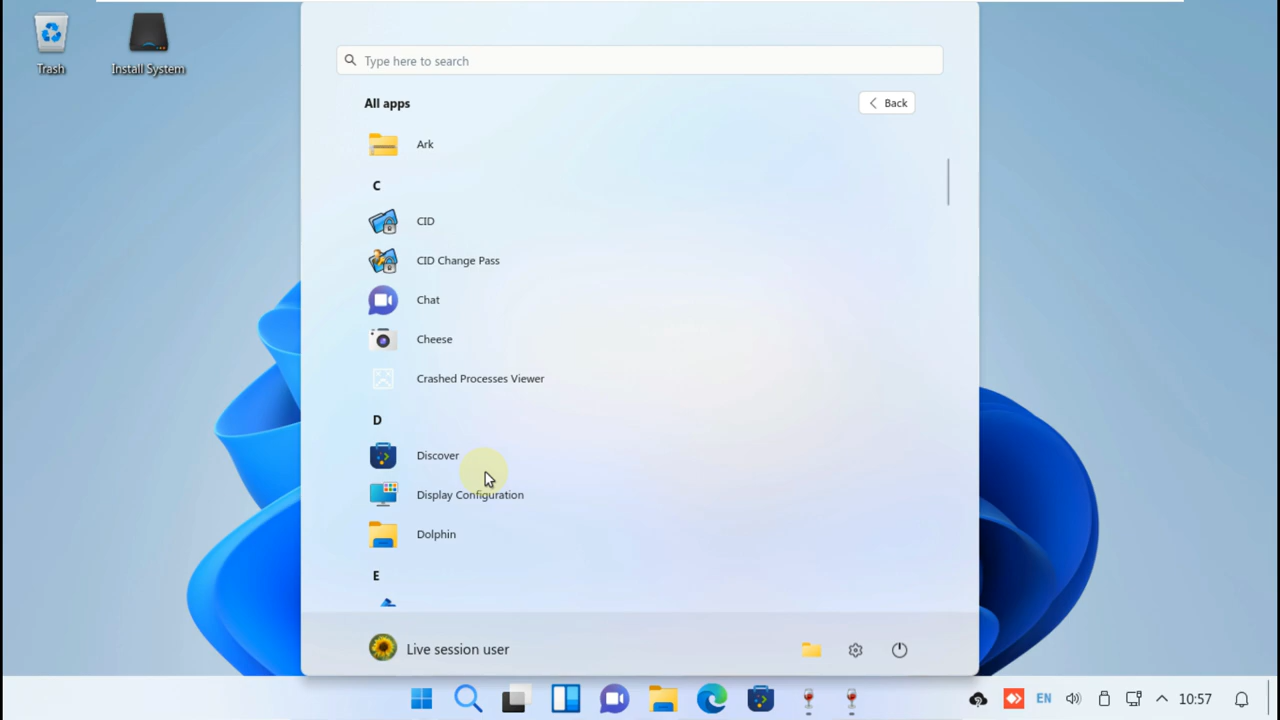 Trash
Install System
Type here to search
All apps
Back
Ark
C
CID
CID Change Pass
Chat
Cheese
Crashed Processes Viewer
D
Discover
Display Configuration
Dolphin
E
Live session user
EN
10:57